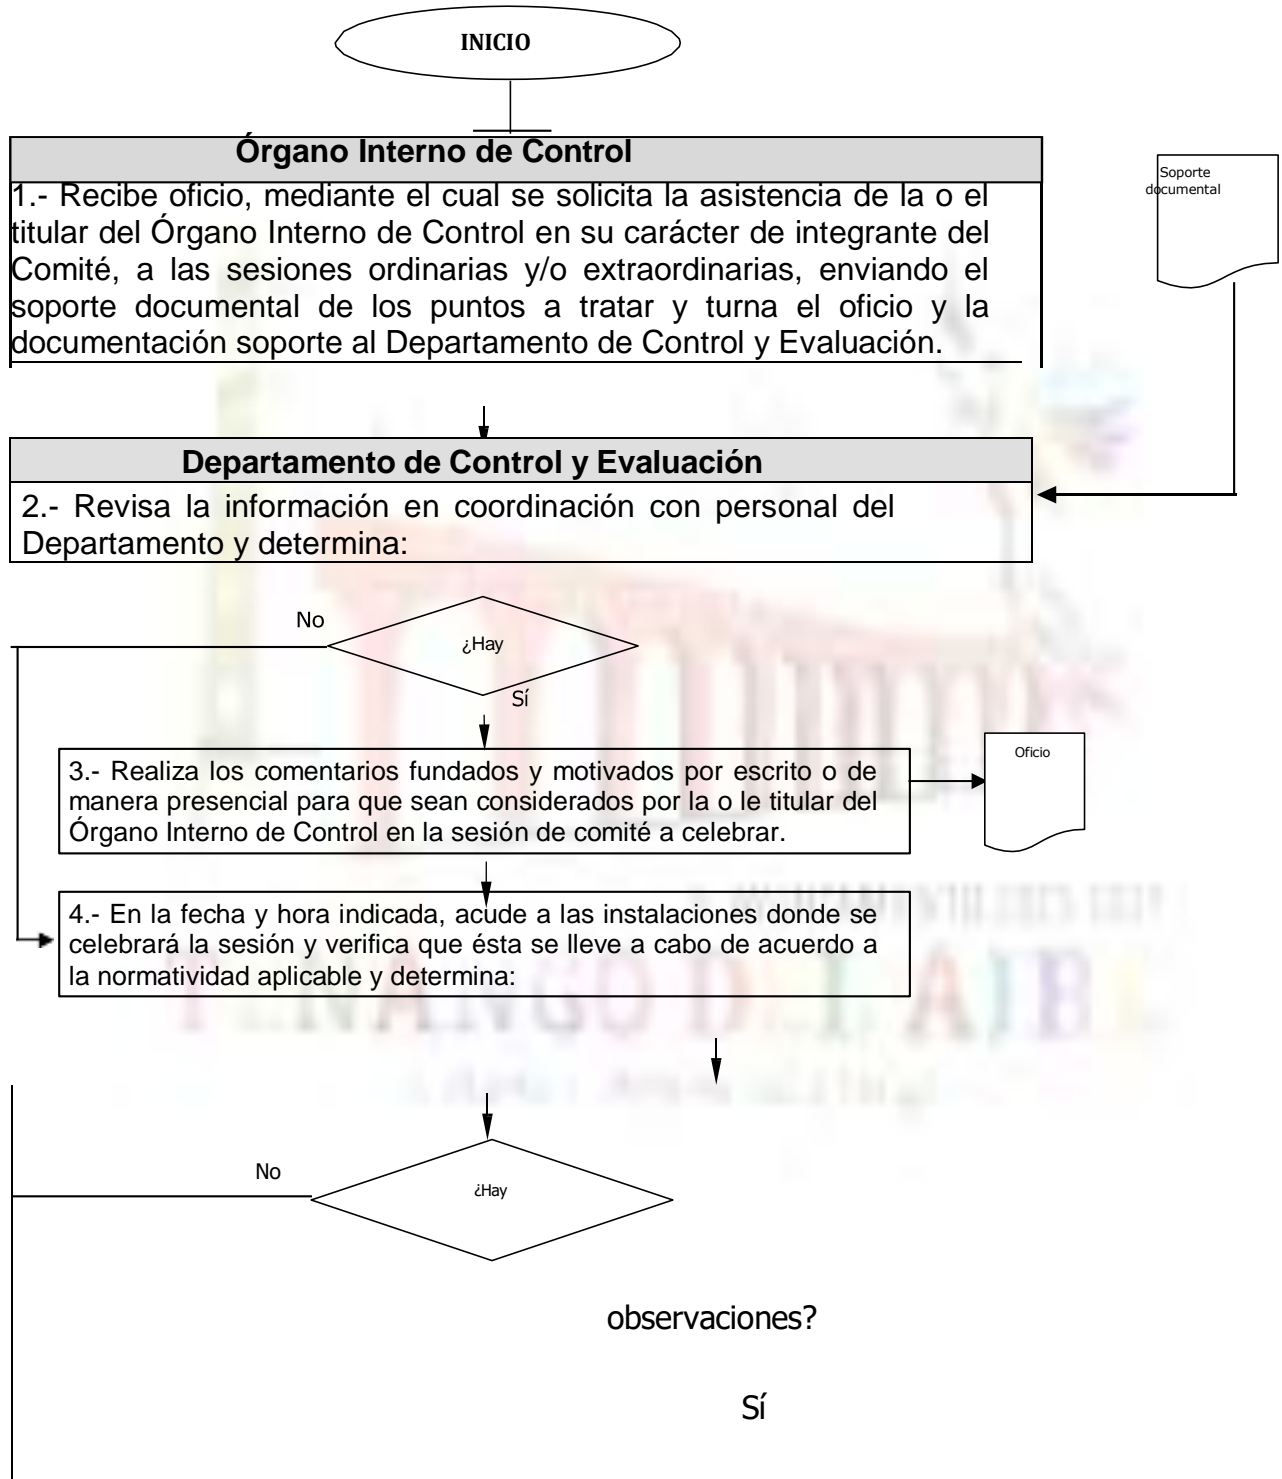 INICIO
Órgano Interno de Control
1.- Recibe oficio, mediante el cual se solicita la asistencia de la o el
titular del Órgano Interno de Control en su carácter de integrante del
Comité, a las sesiones ordinarias y/o extraordinarias, enviando el
soporte documental de los puntos a tratar y turna el oficio y la
documentación soporte al Departamento de Control y Evaluación.
Soporte
documental
Departamento de Control y Evaluación
2.- Revisa la información en coordinación con personal del
Departamento y determina:
No
¿Hay
Sí
3.- Realiza los comentarios fundados y motivados por escrito o de
manera presencial para que sean considerados por la o le titular del
Órgano Interno de Control en la sesión de comité a celebrar.
Oficio
4.- En la fecha y hora indicada, acude a las instalaciones donde se
celebrará la sesión y verifica que ésta se lleve a cabo de acuerdo a
la normatividad aplicable y determina:
No
¿Hay
observaciones?
Sí